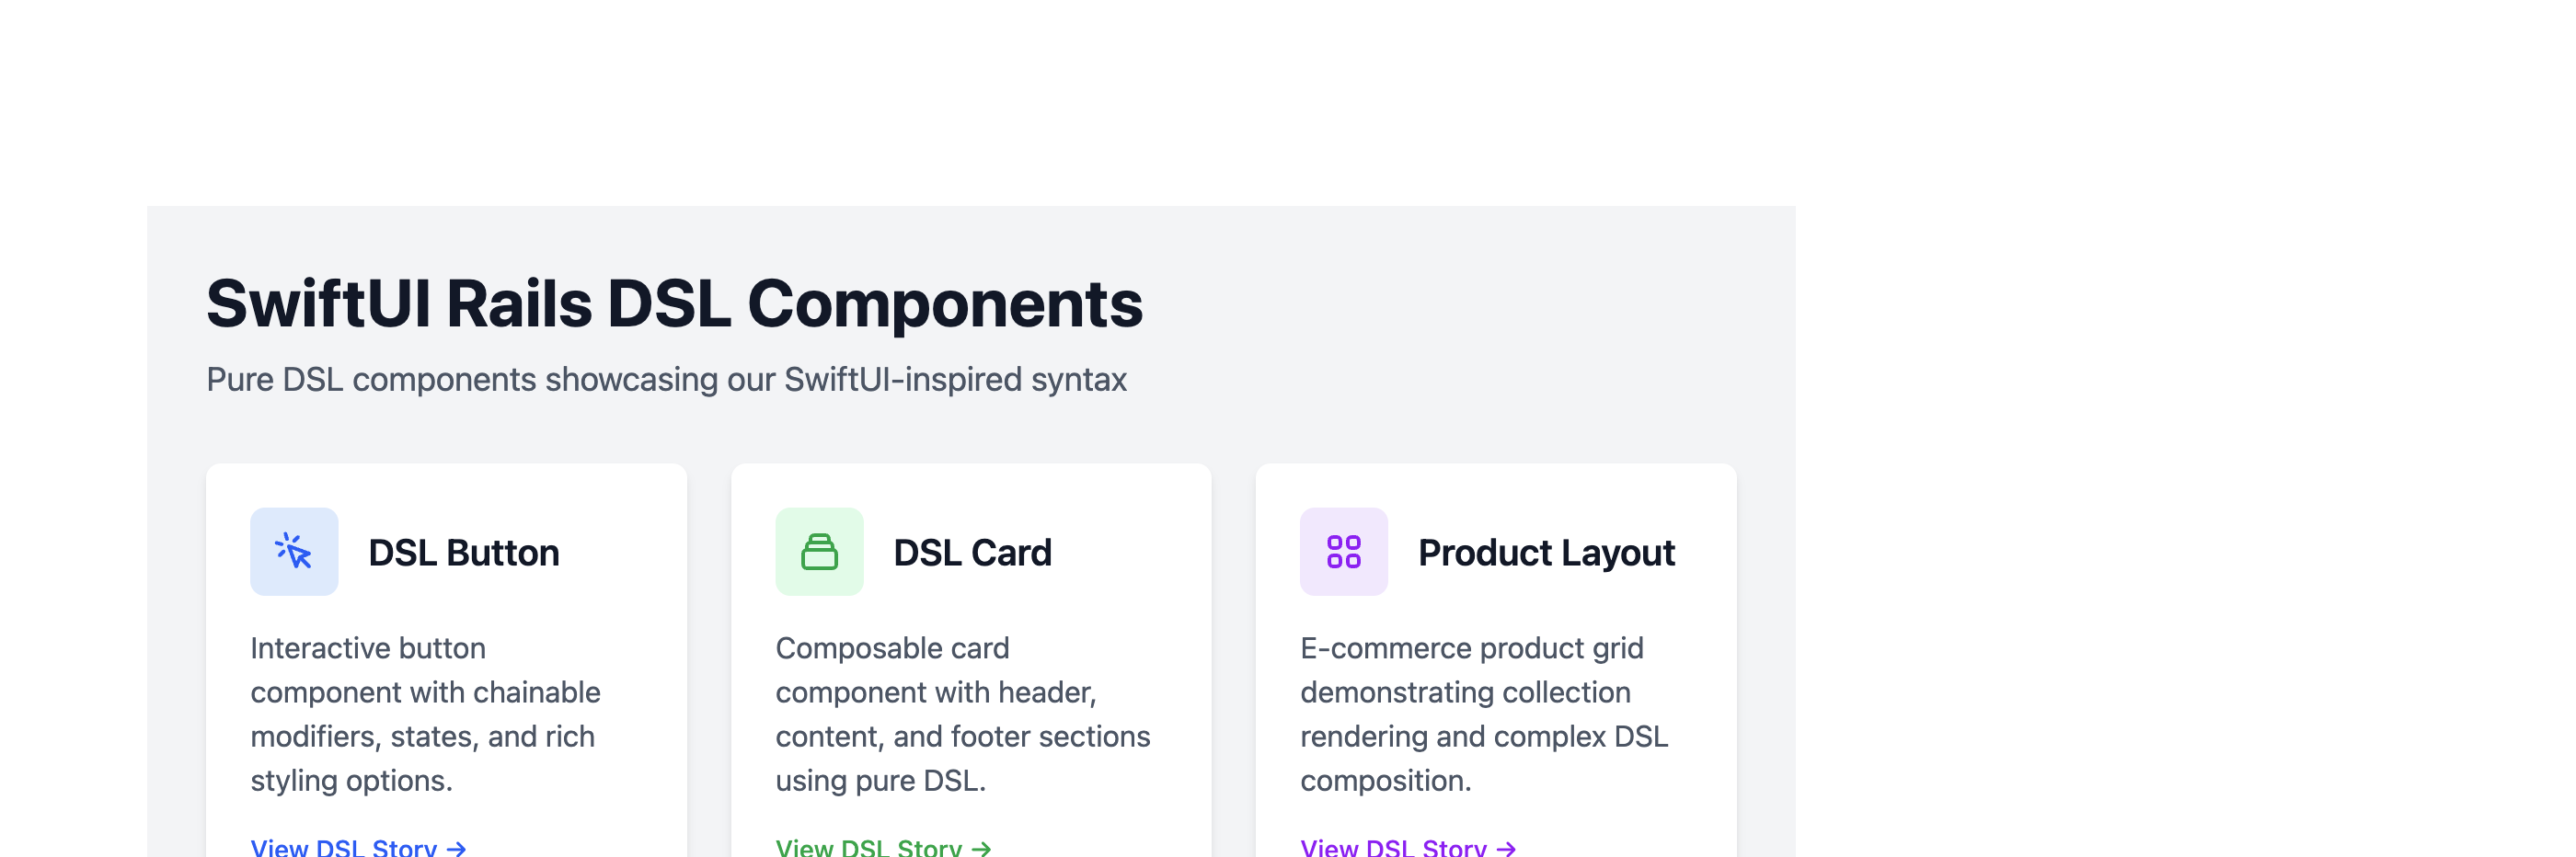 SwiftUI Rails DSL Components
Pure DSL components showcasing our SwiftUI-inspired syntax
DSL Button
Interactive button
component with chainable
modifiers, states, and rich
styling options.
View DSL Story →
DSL Card
Composable card
component with header,
content, and footer sections
using pure DSL.
View DSL Story →
Product Layout
E-commerce product grid
demonstrating collection
rendering and complex DSL
composition.
View DSL Story →